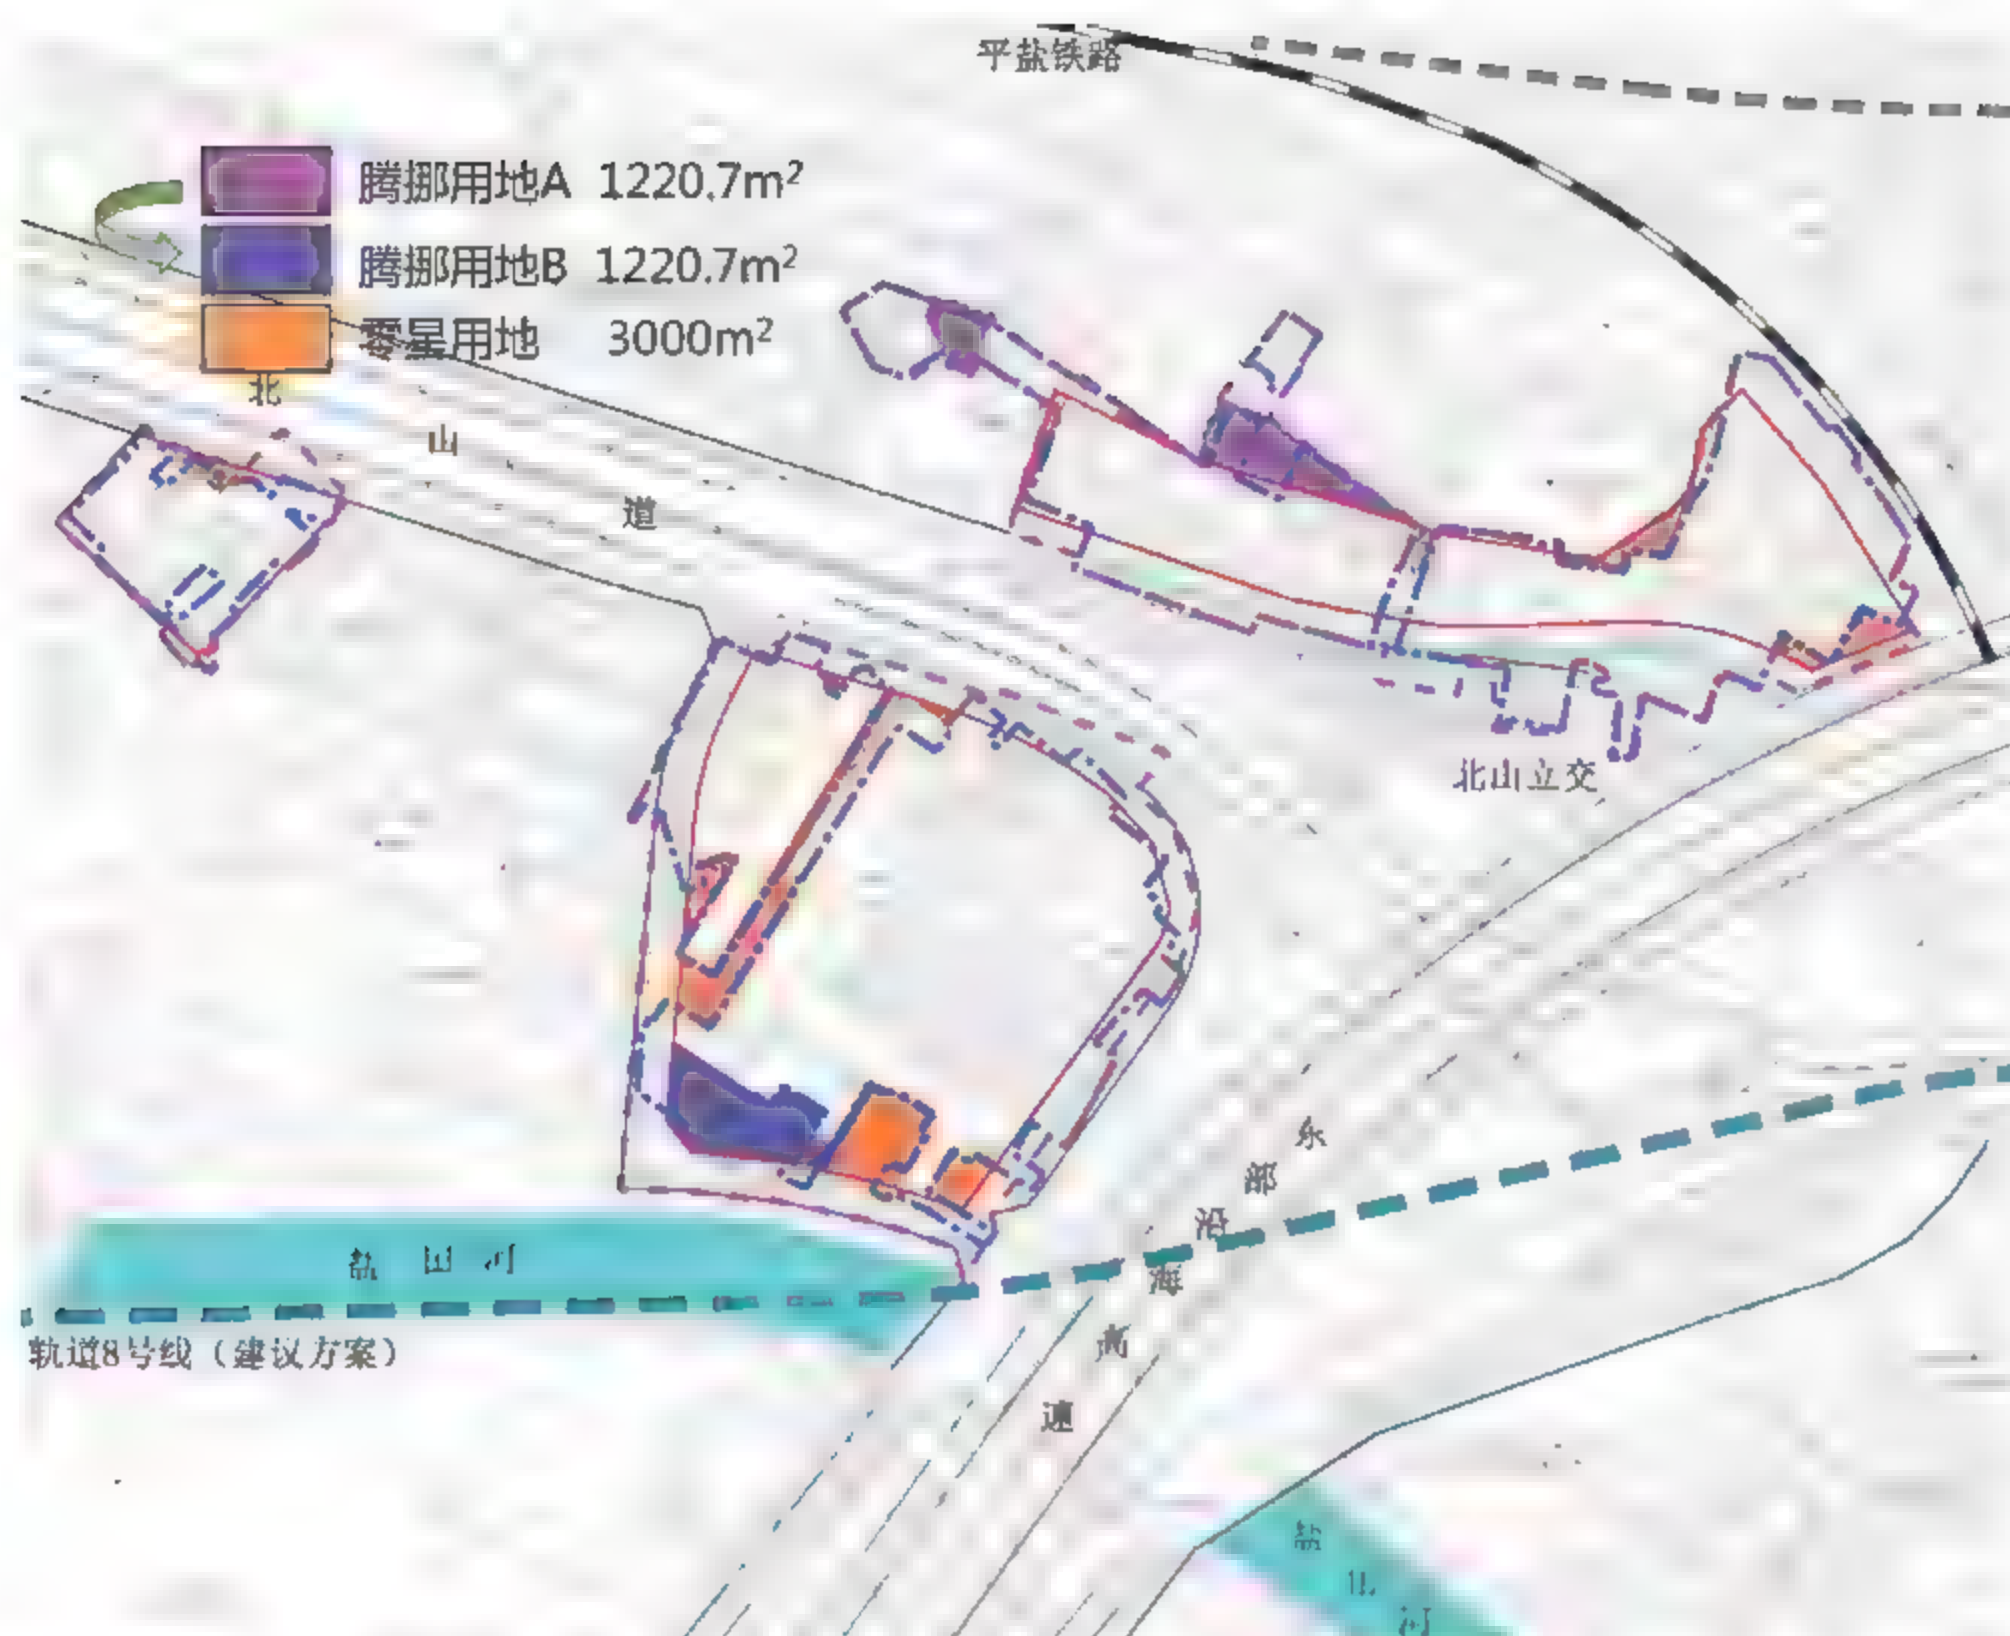 平盐铁路
腾挪用地A 1220.7m²
腾挪用地B 1220.7m²
零星用地 3000m²
北山道
北山立交
东部沿海高速
轨道8号线（建议方案）
河
河